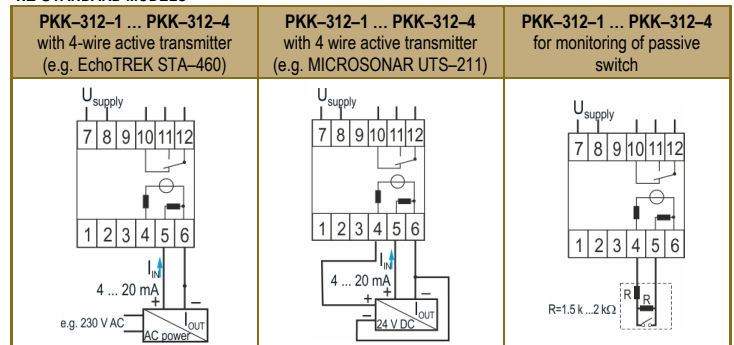 PKK–312–1 ... PKK–312–4
with 4-wire active transmitter
(e.g. EchoTREK STA–460)
PKK–312–1 ... PKK–312–4
with 4 wire active transmitter
(e.g. MICROSONAR UTS–211)
PKK–312–1 ... PKK–312–4
for monitoring of passive
switch
Usupply
7 8 9 10 11 12
1 2 3 4 5 6
IIN
4 ... 20 mA
+ –
e.g. 230 V AC
IOUT
AC power
Usupply
7 8 9 10 11 12
1 2 3 4 5 6
IIN
4 ... 20 mA
+ + –
IOUT
24 V DC
Usupply
7 8 9 10 11 12
1 2 3 4 5 6
R R
R=1.5 k ...2 kΩ